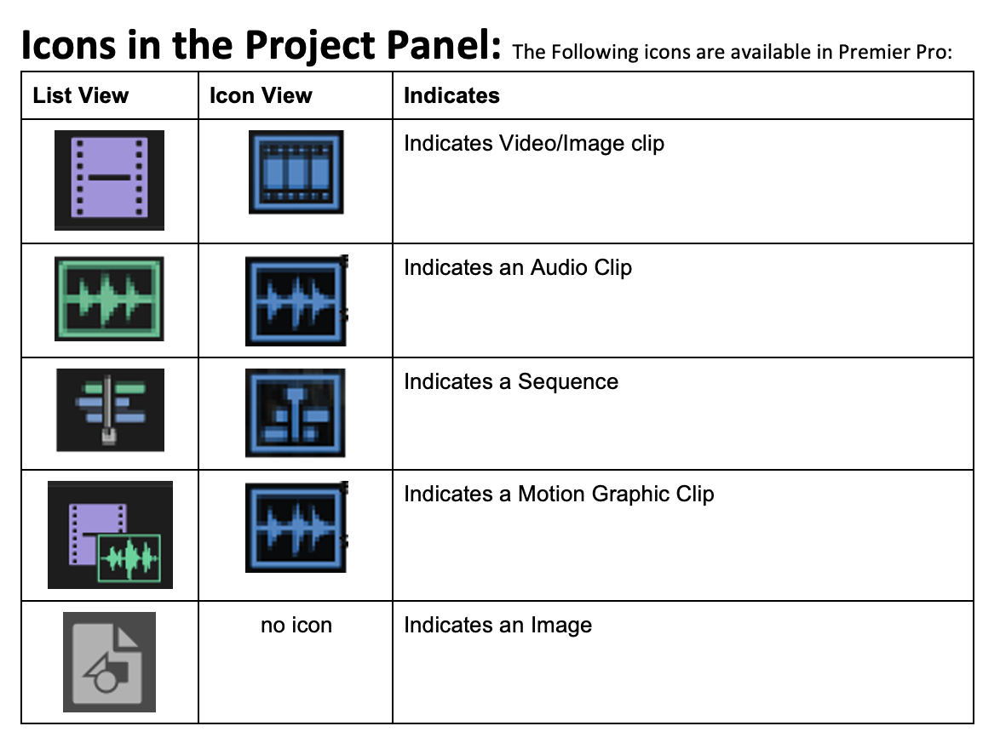 Icons in the Project Panel: The Following icons are available in Premier Pro:
List View Icon View Indicates
Indicates Video/Image clip
Indicates an Audio Clip
Indicates a Sequence
Indicates a Motion Graphic Clip
no icon Indicates an Image